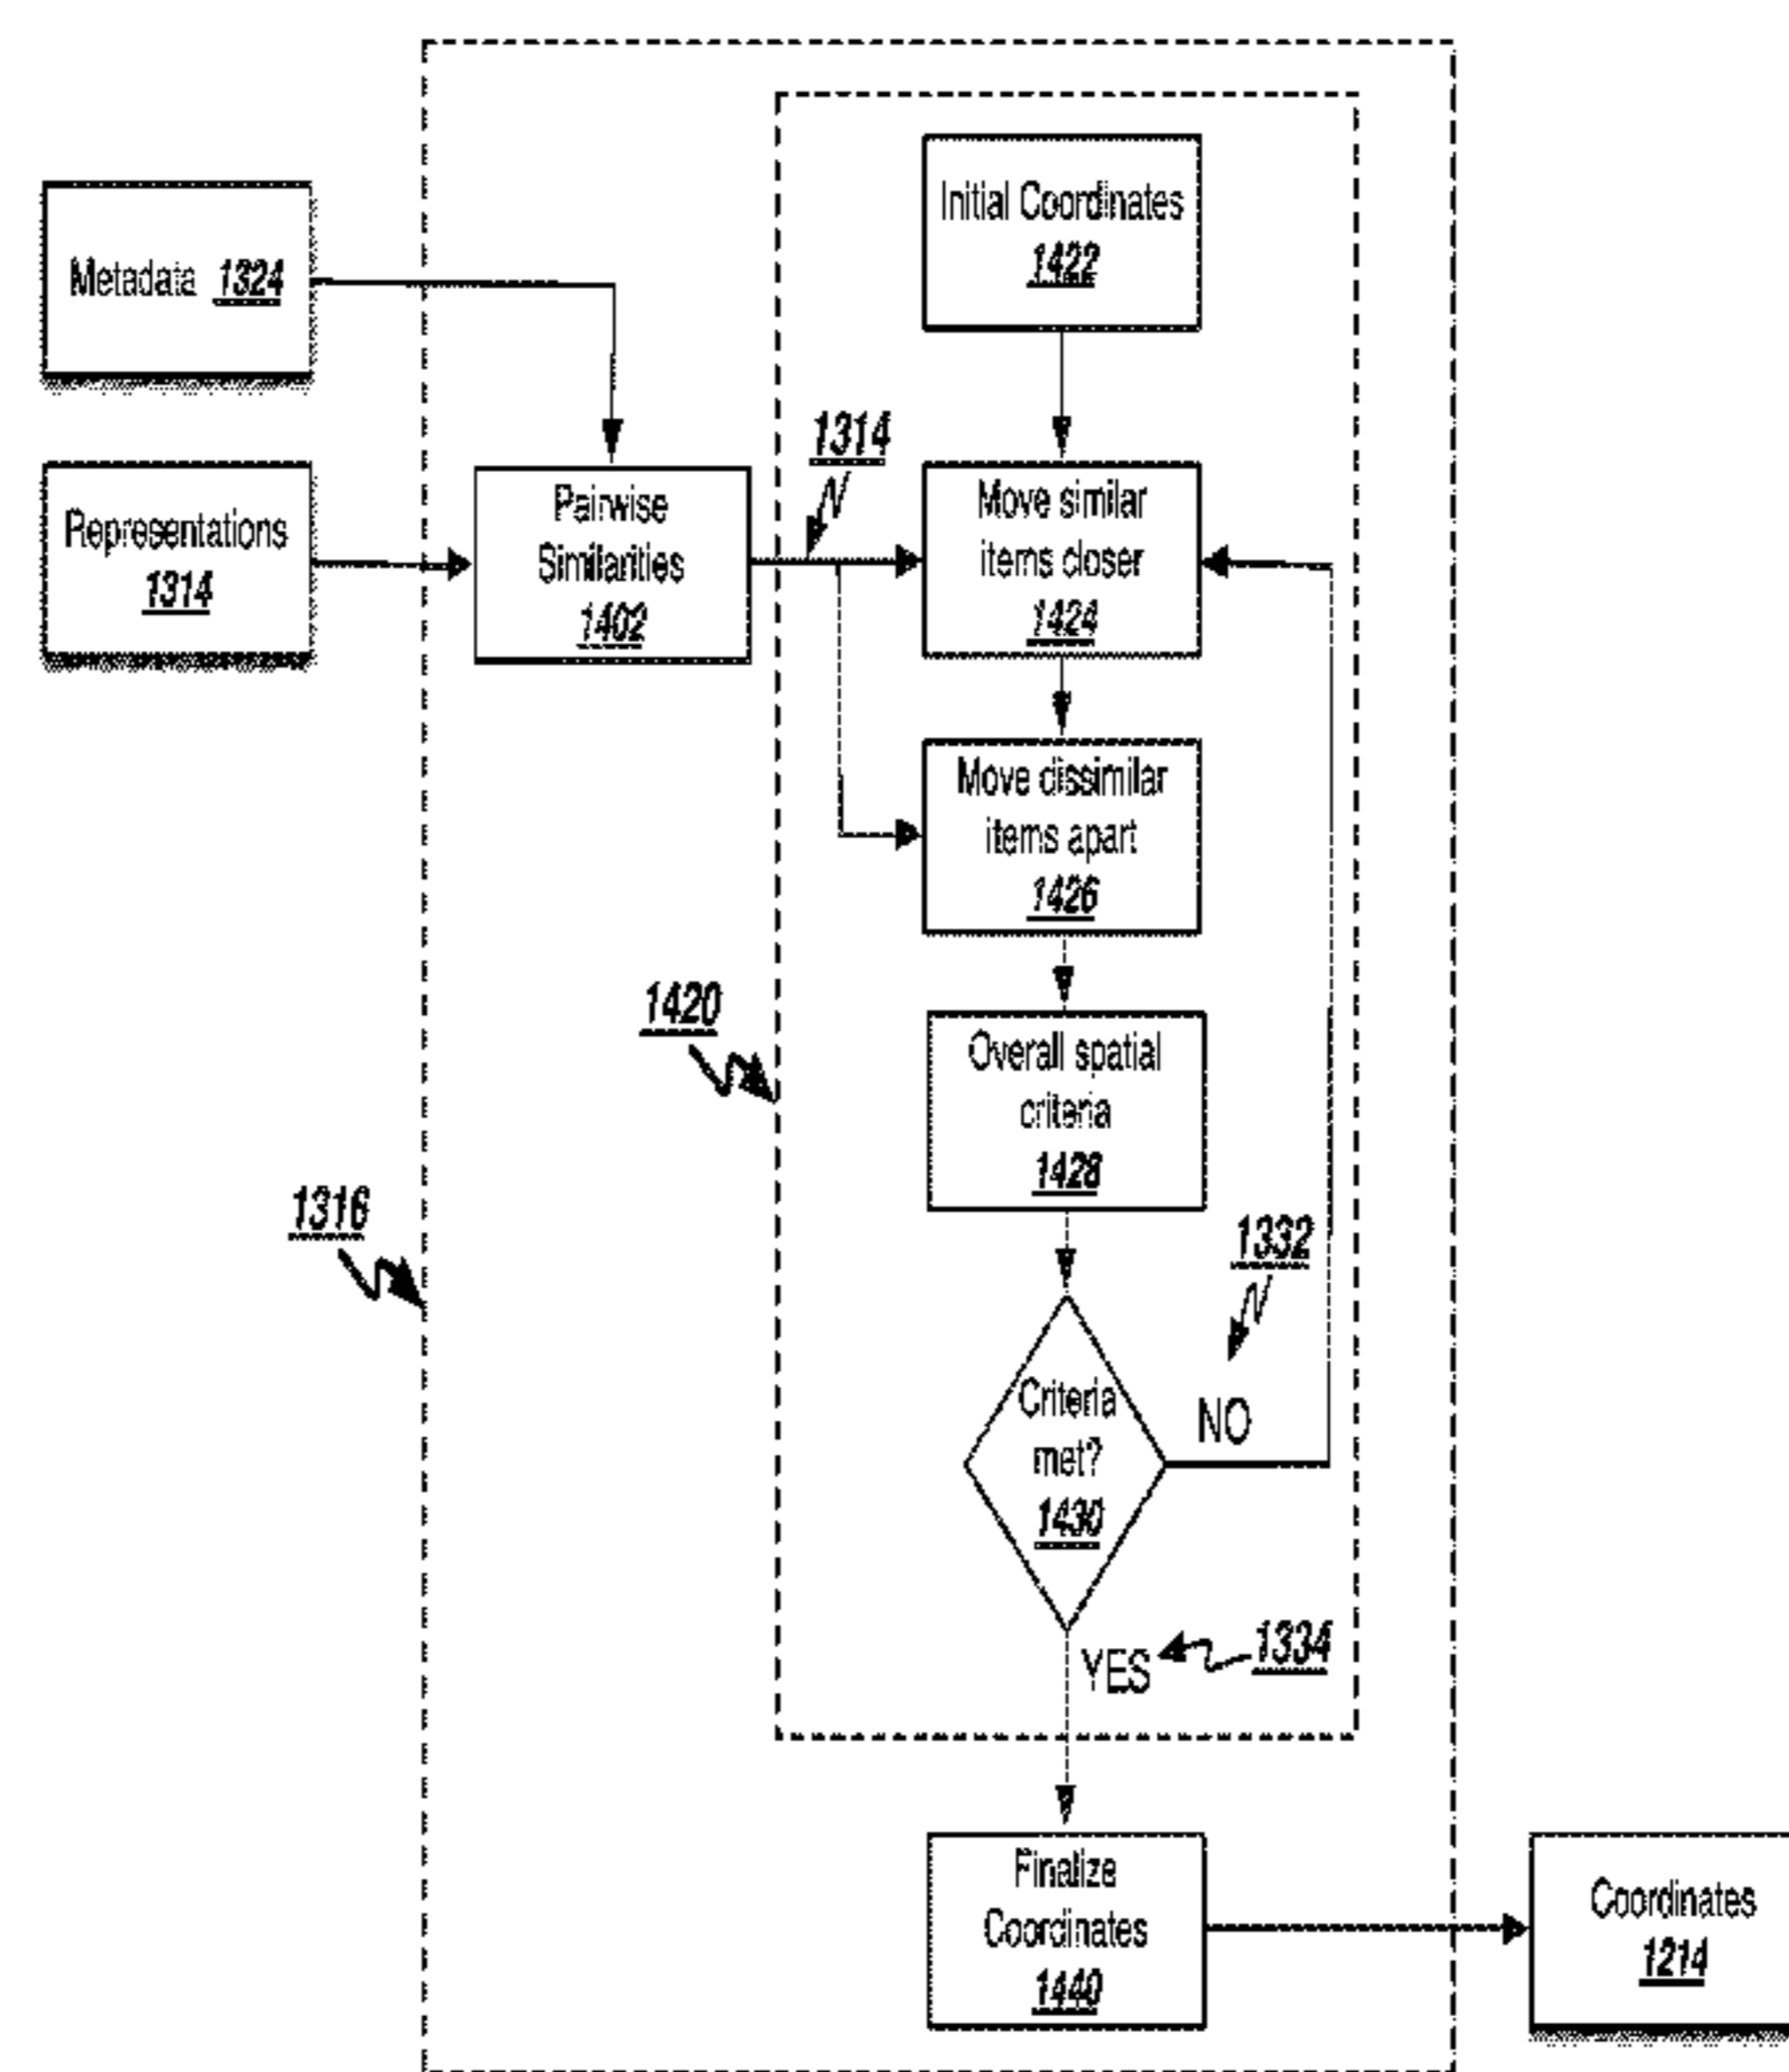 Initial Coordinates
1422
Metadata 1324
1314
Representations
1314
Pairwise
Similarities
1402
Move similar
items closer
1424
Move dissimilar
items apart
1426
1420
Overall spatial
criteria
1428
1316
1332
Criteria
met?
1430
NO
YES
1334
Finalize
Coordinates
1440
Coordinates
1214